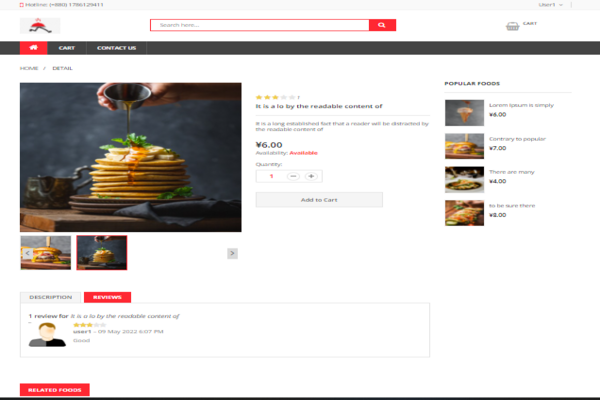 Hotline: (+880) 1786129411
User1
Search here...
CART
CART
CONTACT US
HOME / DETAIL
1
It is a lo by the readable content of
It is a long established fact that a reader will be distracted by
the readable content of
¥6.00
Availability: Available
Quantity:
1
Add to Cart
POPULAR FOODS
Lorem Ipsum is simply
¥6.00
Contrary to popular
¥7.00
There are many
¥4.00
to be sure there
¥8.00
DESCRIPTION
REVIEWS
1 review for It is a lo by the readable content of
user1 – 09 May 2022 6:07 PM
Good
RELATED FOODS